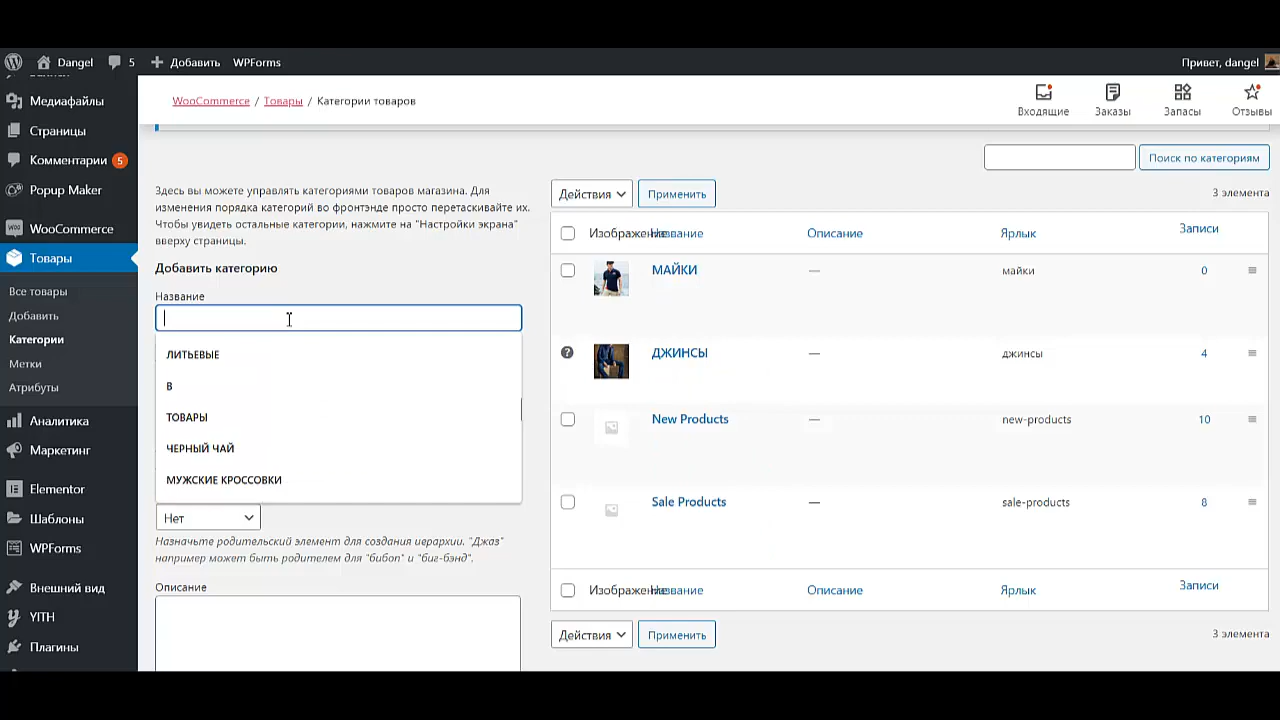 Dangel 5 Добавить WPForms Привет, dangel
Медиафайлы
Страницы
Комментарии 5
Popup Maker
WooCommerce
Товары
Все товары
Добавить
Категории
Метки
Атрибуты
Аналитика
Маркетинг
Elementor
Шаблоны
WPForms
Внешний вид
YITH
Плагины
WooCommerce / Товары / Категории товаров
Входящие Заказы Запасы Отзывы
Поиск по категориям
Здесь вы можете управлять категориями товаров магазина. Для
изменения порядка категорий во фронтэнде просто перетаскивайте их.
Чтобы увидеть остальные категории, нажмите на "Настройки экрана"
вверху страницы.
Добавить категорию
Название
ЛИТЬЕВЫЕ
В
ТОВАРЫ
ЧЕРНЫЙ ЧАЙ
МУЖСКИЕ КРОССОВКИ
Нет
Назначьте родительский элемент для создания иерархии. "Джаз"
например может быть родителем для "бибоп" и "биг-бэнд".
Описание
Действия Применить 3 элемента
Изображение Название Описание Ярлык Записи
МАЙКИ — майки 0
ДЖИНСЫ — джинсы 4
New Products — new-products 10
Sale Products — sale-products 8
Изображение Название Описание Ярлык Записи
Действия Применить 3 элемента